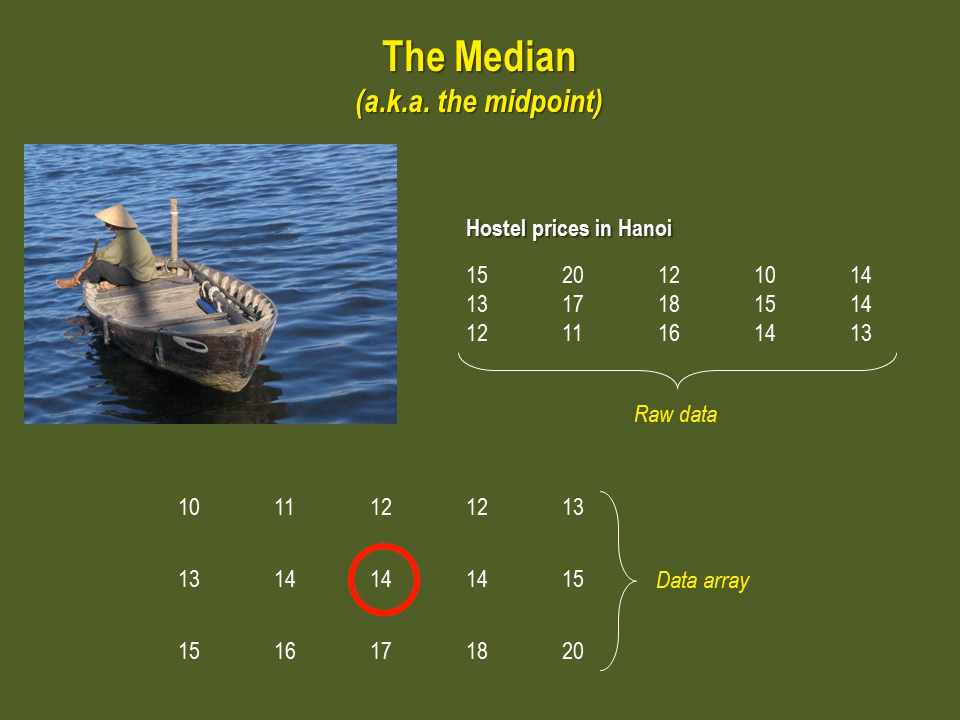 The Median
(a.k.a. the midpoint)
Hostel prices in Hanoi
15 20 12 10 14
13 17 18 15 14
12 11 16 14 13
Raw data
10 11 12 12 13
13 14 14 14 15
Data array
15 16 17 18 20